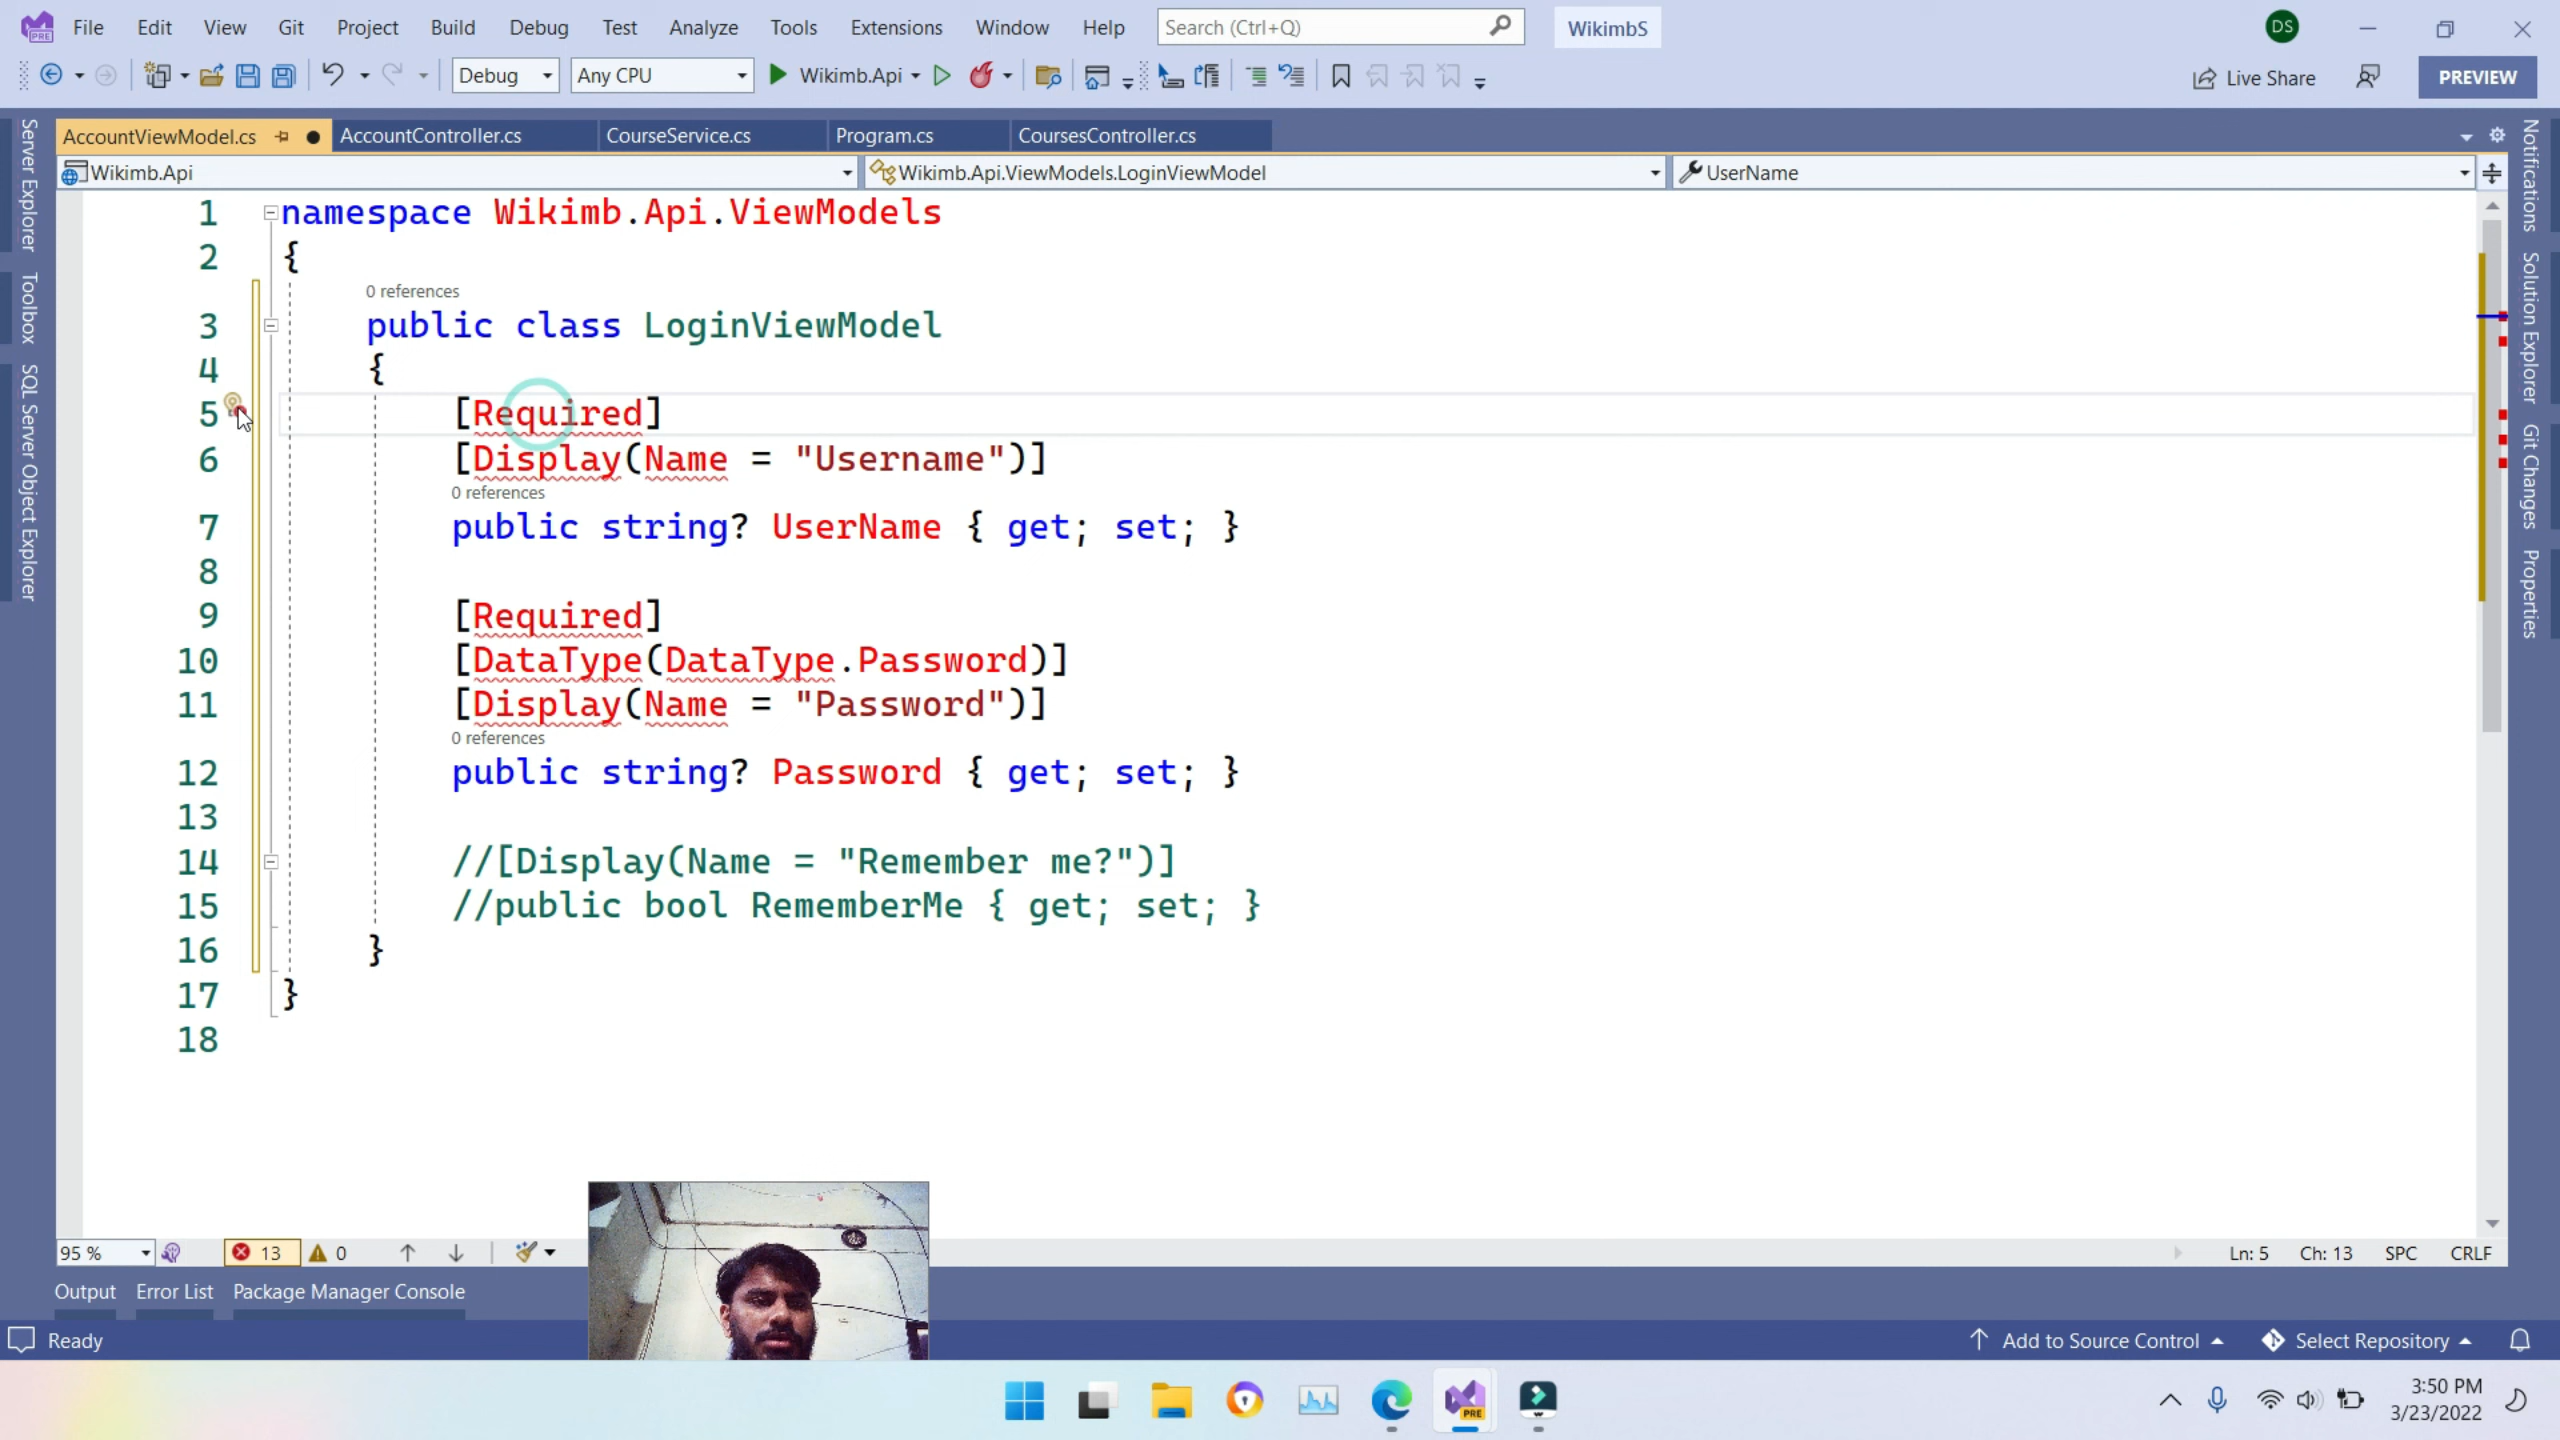 File Edit View Git Project Build Debug Test Analyze Tools Extensions Window Help Search (Ctrl+Q) WikimbS DS
PRE
Debug Any CPU Wikimb.Api Live Share PREVIEW
AccountViewModel.cs AccountController.cs CourseService.cs Program.cs CoursesController.cs
Wikimb.Api Wikimb.Api.ViewModels.LoginViewModel UserName
Server Explorer
Toolbox
SQL Server Object Explorer
1 namespace Wikimb.Api.ViewModels
2 {
0 references
3 public class LoginViewModel
4 {
5 [Required]
6 [Display(Name = "Username")]
0 references
7 public string? UserName { get; set; }
8
9 [Required]
10 [DataType(DataType.Password)]
11 [Display(Name = "Password")]
0 references
12 public string? Password { get; set; }
13
14 //[Display(Name = "Remember me?")]
15 //public bool RememberMe { get; set; }
16 }
17 }
18
Notifications
Solution Explorer
Git Changes
Properties
95 % 13 0 Ln: 5 Ch: 13 SPC CRLF
Output Error List Package Manager Console
Ready Add to Source Control Select Repository
PRE
3:50 PM
3/23/2022